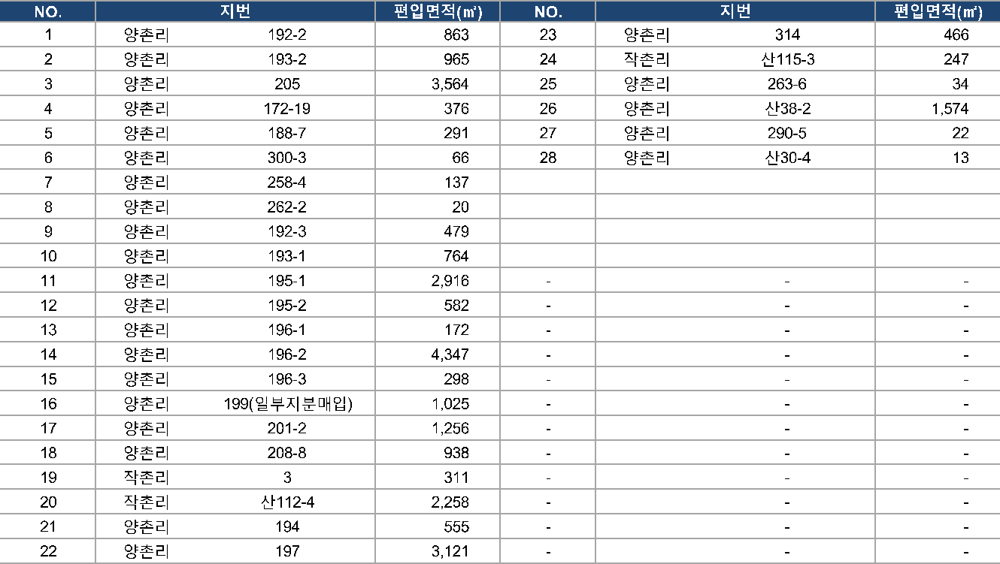 NO. 지번 편입면적(㎡) NO. 지번 편입면적(㎡)
1 양촌리 192-2 863 23 양촌리 314 466
2 양촌리 193-2 965 24 작촌리 산115-3 247
3 양촌리 205 3,564 25 양촌리 263-6 34
4 양촌리 172-19 376 26 양촌리 산38-2 1,574
5 양촌리 188-7 291 27 양촌리 290-5 22
6 양촌리 300-3 66 28 양촌리 산30-4 13
7 양촌리 258-4 137
8 양촌리 262-2 20
9 양촌리 192-3 479
10 양촌리 193-1 764
11 양촌리 195-1 2,916 - - -
12 양촌리 195-2 582 - - -
13 양촌리 196-1 172 - - -
14 양촌리 196-2 4,347 - - -
15 양촌리 196-3 298 - - -
16 양촌리 199(일부지분매입) 1,025 - - -
17 양촌리 201-2 1,256 - - -
18 양촌리 208-8 938 - - -
19 작촌리 3 311 - - -
20 작촌리 산112-4 2,258 - - -
21 양촌리 194 555 - - -
22 양촌리 197 3,121 - - -